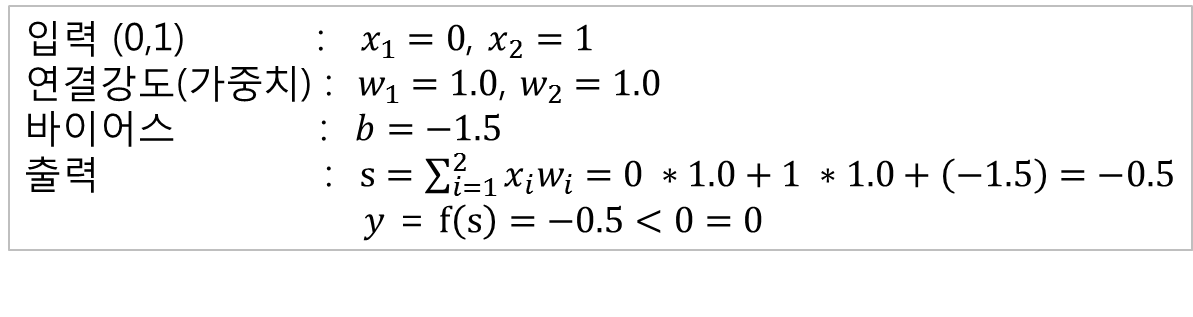 입력 (0,1) : x₁ = 0, x₂ = 1
연결강도(가중치) : w₁ = 1.0, w₂ = 1.0
바이어스 : b = −1.5
출력 : s = ∑²ᵢ₌₁ xᵢwᵢ = 0 * 1.0 + 1 * 1.0 + (−1.5) = −0.5
y = f(s) = −0.5 < 0 = 0